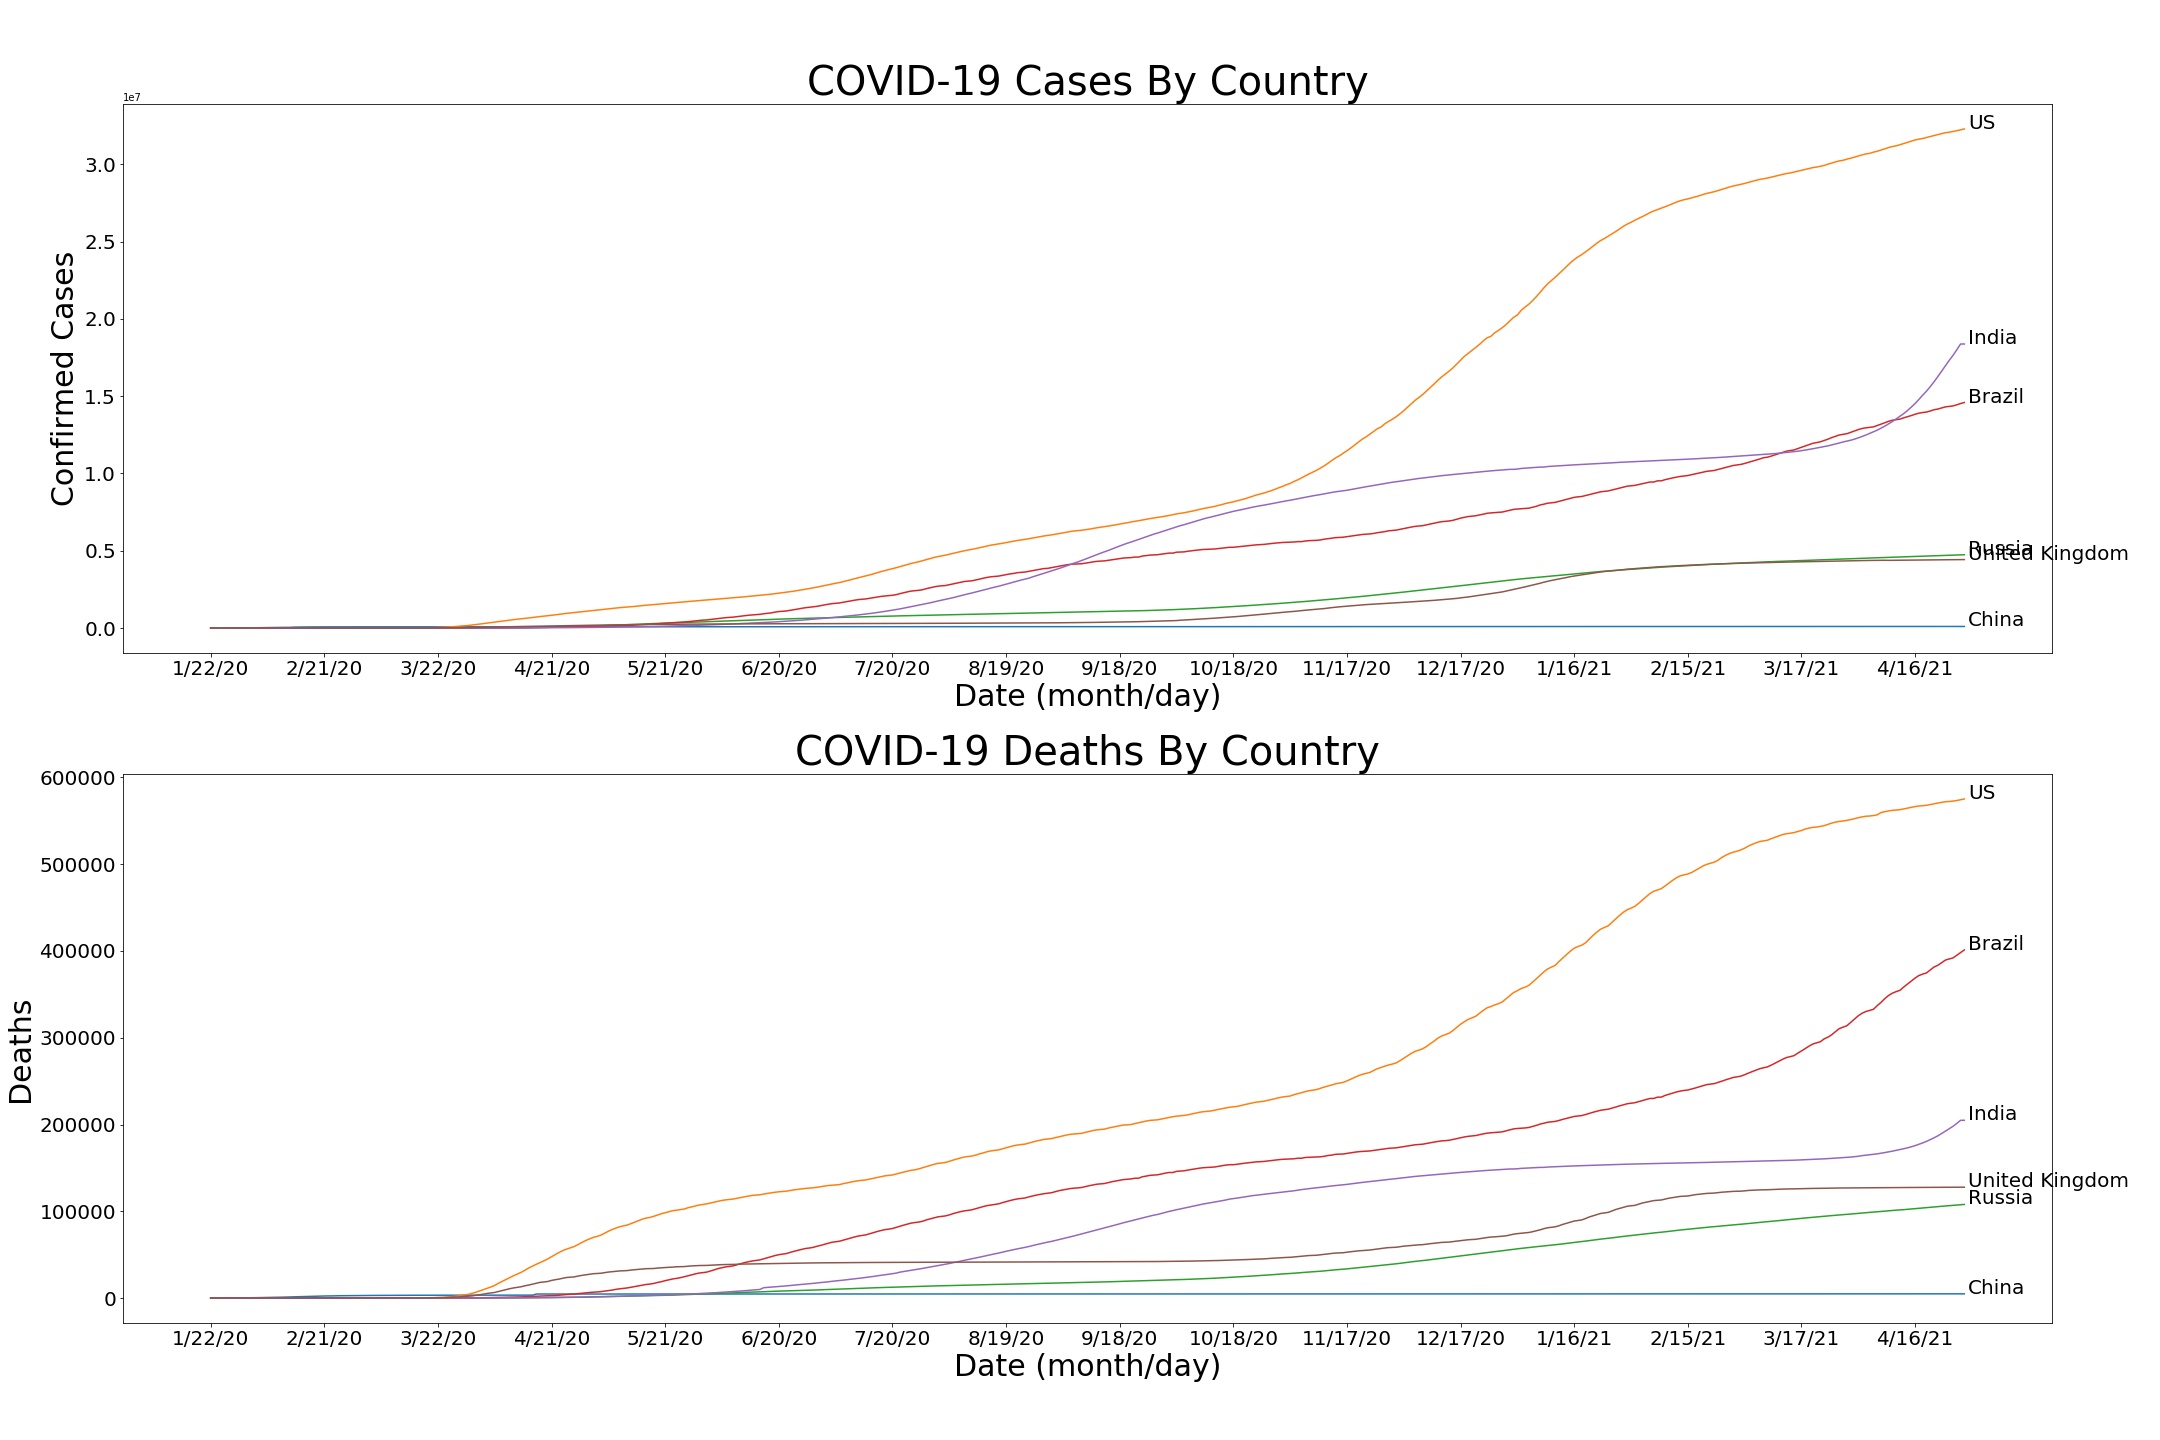 COVID-19 Cases By Country
1e7
3.0
2.5
2.0
1.5
1.0
0.5
0.0
Confirmed Cases
US
India
Brazil
Russia
United Kingdom
China
1/22/20 2/21/20 3/22/20 4/21/20 5/21/20 6/20/20 7/20/20 8/19/20 9/18/20 10/18/20 11/17/20 12/17/20 1/16/21 2/15/21 3/17/21 4/16/21
Date (month/day)
COVID-19 Deaths By Country
600000
500000
400000
300000
200000
100000
0
Deaths
US
Brazil
India
United Kingdom
Russia
China
1/22/20 2/21/20 3/22/20 4/21/20 5/21/20 6/20/20 7/20/20 8/19/20 9/18/20 10/18/20 11/17/20 12/17/20 1/16/21 2/15/21 3/17/21 4/16/21
Date (month/day)